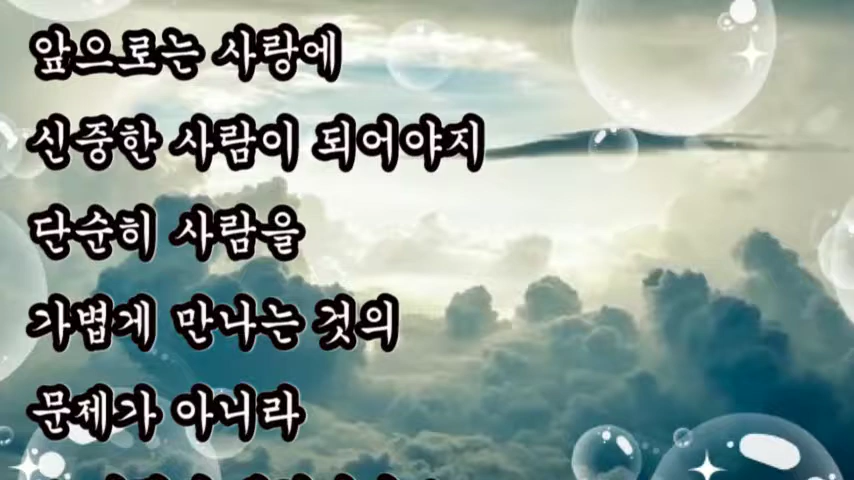 앞으로는 사랑에
신중한 사람이 되어야지
단순히 사람을
가볍게 만나는 것의
문제가 아니라